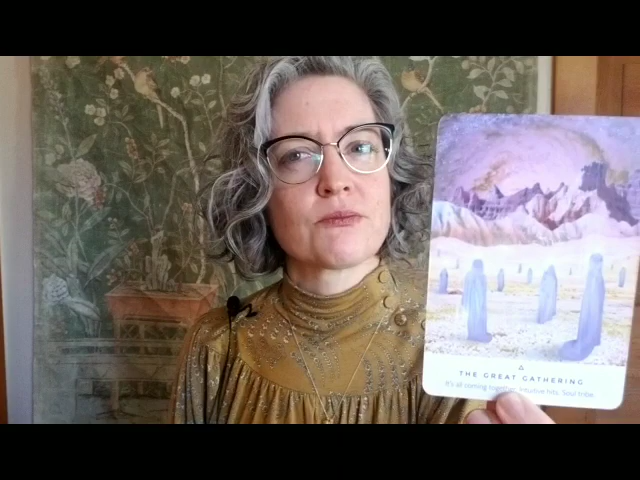 THE GREAT GATHERING
It's all coming together. Intuitive hits. Soul tribe.